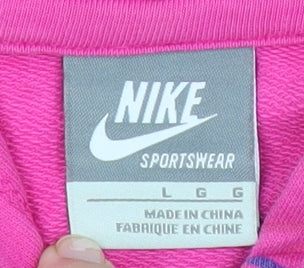 NIKE
SPORTSWEAR
L G G
MADE IN CHINA
FABRIQUE EN CHINE